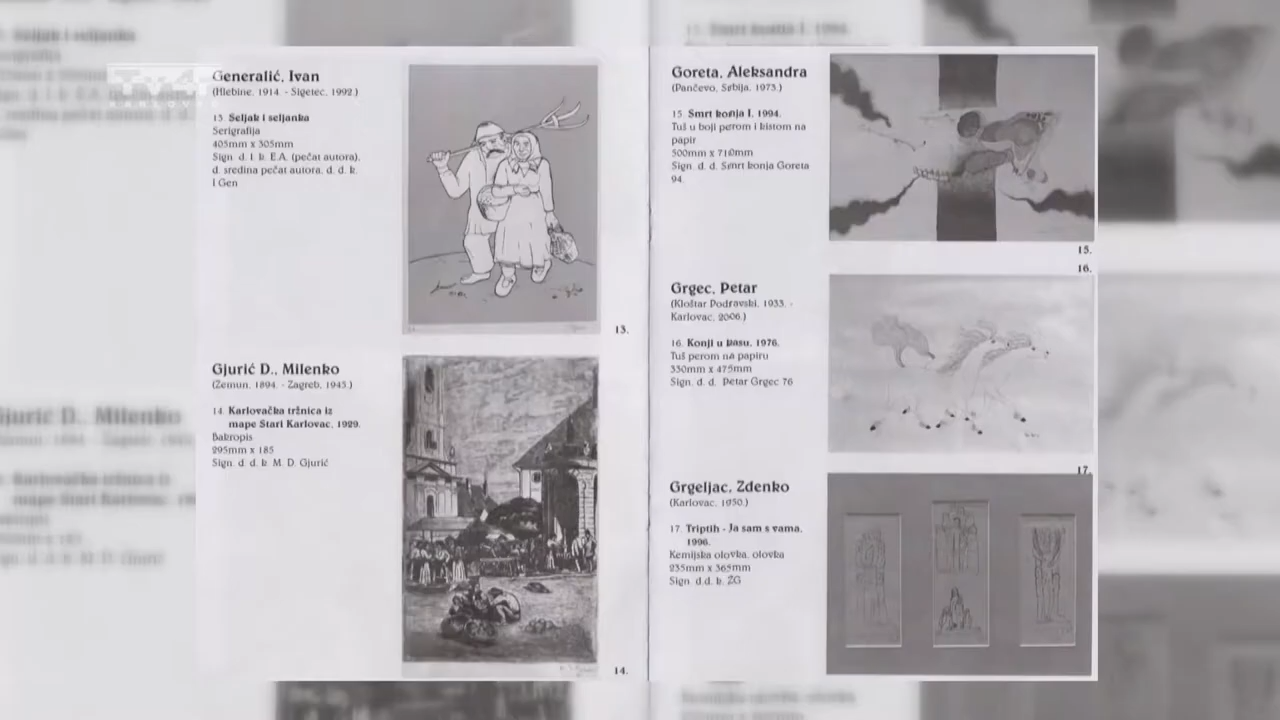 Generalić, Ivan
(Hlebine, 1914. - Sigetec, 1992.)
13. Seljak i seljanka
Serigrafija
405mm x 305mm
Sign. d. l. k. E.A. (pečat autora),
d. sredina pečat autora, d. d. k.
I Gen
13.
Gjurić D., Milenko
(Zemun, 1894. - Zagreb, 1945.)
14. Karlovačka tržnica iz
mape Stari Karlovac, 1929.
Bakropis
295mm x 185
Sign. d. d. k. M. D. Gjurić
14.
Goreta, Aleksandra
(Pančevo, Srbija, 1973.)
15. Smrt konja I, 1994.
Tuš u boji perom i kistom na
papir
500mm x 710mm
Sign. d. d. Smrt konja Goreta
94.
15.
16.
Grgec, Petar
(Kloštar Podravski, 1933. -
Karlovac, 2006.)
16. Konji u kasu, 1976.
Tuš perom na papiru
330mm x 475mm
Sign. d. d. Petar Grgec 76
17.
Grgeljac, Zdenko
(Karlovac, 1950.)
17. Triptih - Ja sam s vama,
1996.
Kemijska olovka, olovka
235mm x 365mm
Sign. d.d. k. ŽG